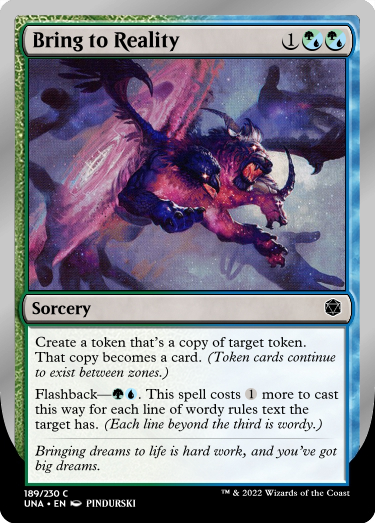 Bring to Reality 1
Sorcery
Create a token that's a copy of target token.
That copy becomes a card. (Token cards continue
to exist between zones.)
Flashback— . This spell costs 1 more to cast
this way for each line of wordy rules text the
target has. (Each line beyond the third is wordy.)
Bringing dreams to life is hard work, and you've got
big dreams.
189/230 C
UNA • EN PINDURSKI
™ & 2022 Wizards of the Coast